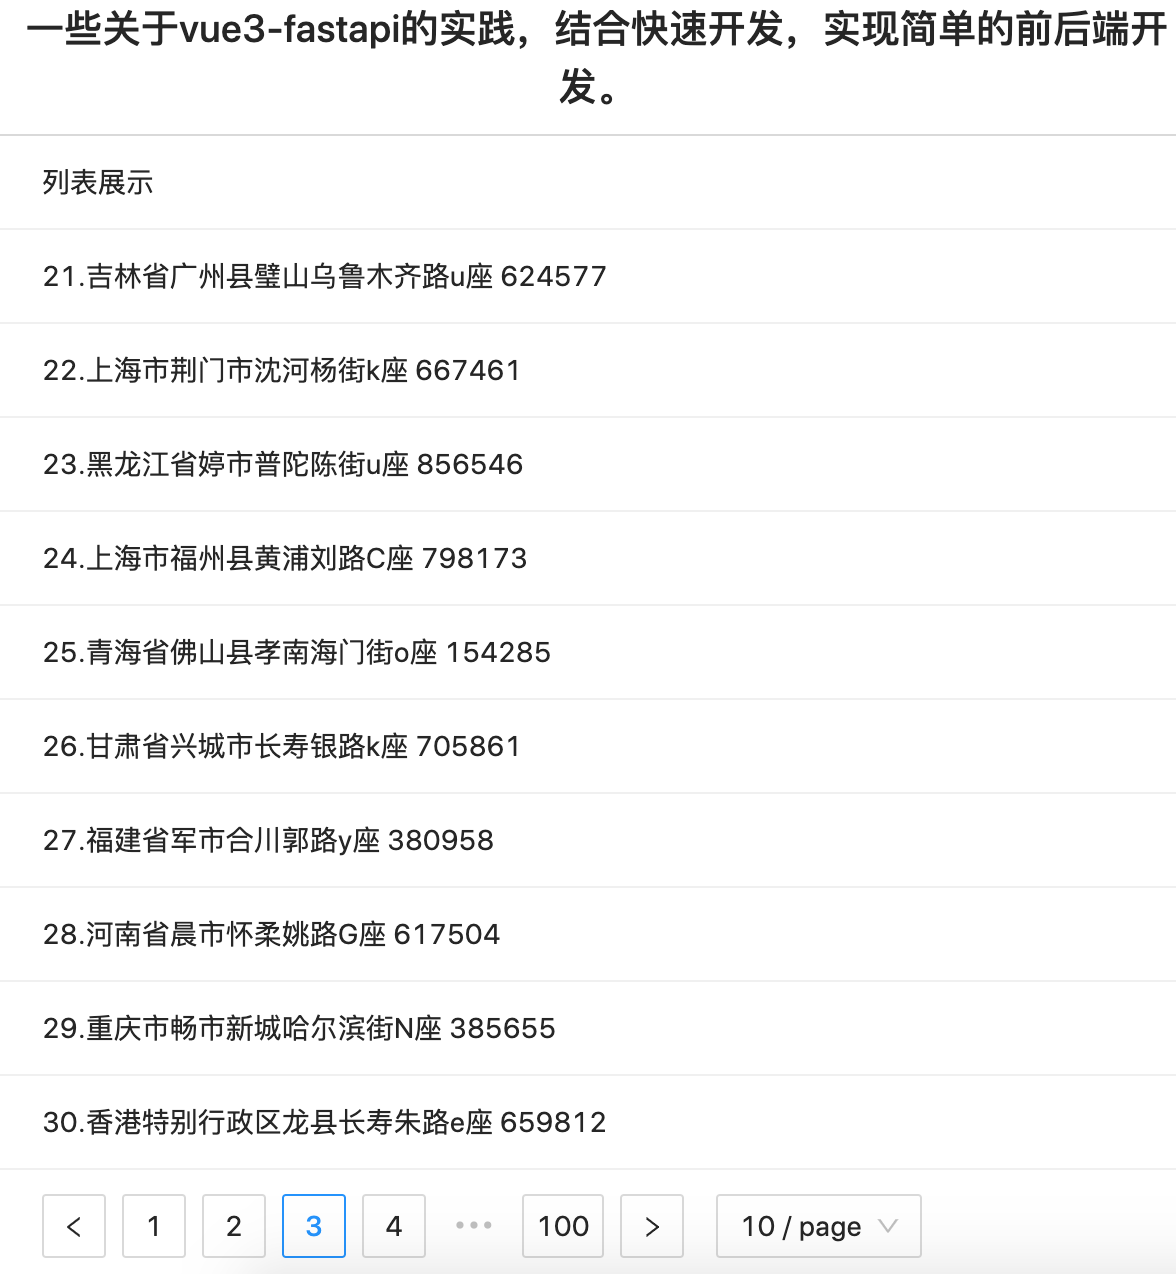 一些关于vue3-fastapi的实践，结合快速开发，实现简单的前后端开
发。
列表展示
21.吉林省广州县璧山乌鲁木齐路u座 624577
22.上海市荆门市沈河杨街k座 667461
23.黑龙江省婷市普陀陈街u座 856546
24.上海市福州县黄浦刘路C座 798173
25.青海省佛山县孝南海门街o座 154285
26.甘肃省兴城市长寿银路k座 705861
27.福建省军市合川郭路y座 380958
28.河南省晨市怀柔姚路G座 617504
29.重庆市畅市新城哈尔滨街N座 385655
30.香港特别行政区龙县长寿朱路e座 659812
< 1 2 3 4 ••• 100 > 10 / page